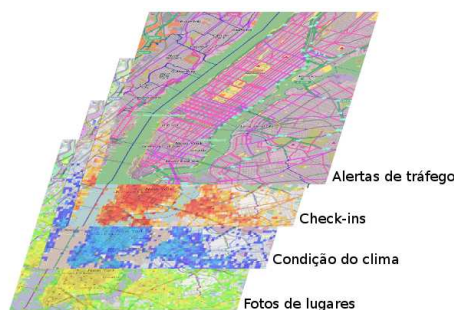 Alertas de tráfego
Check-ins
Condição do clima
Fotos de lugares